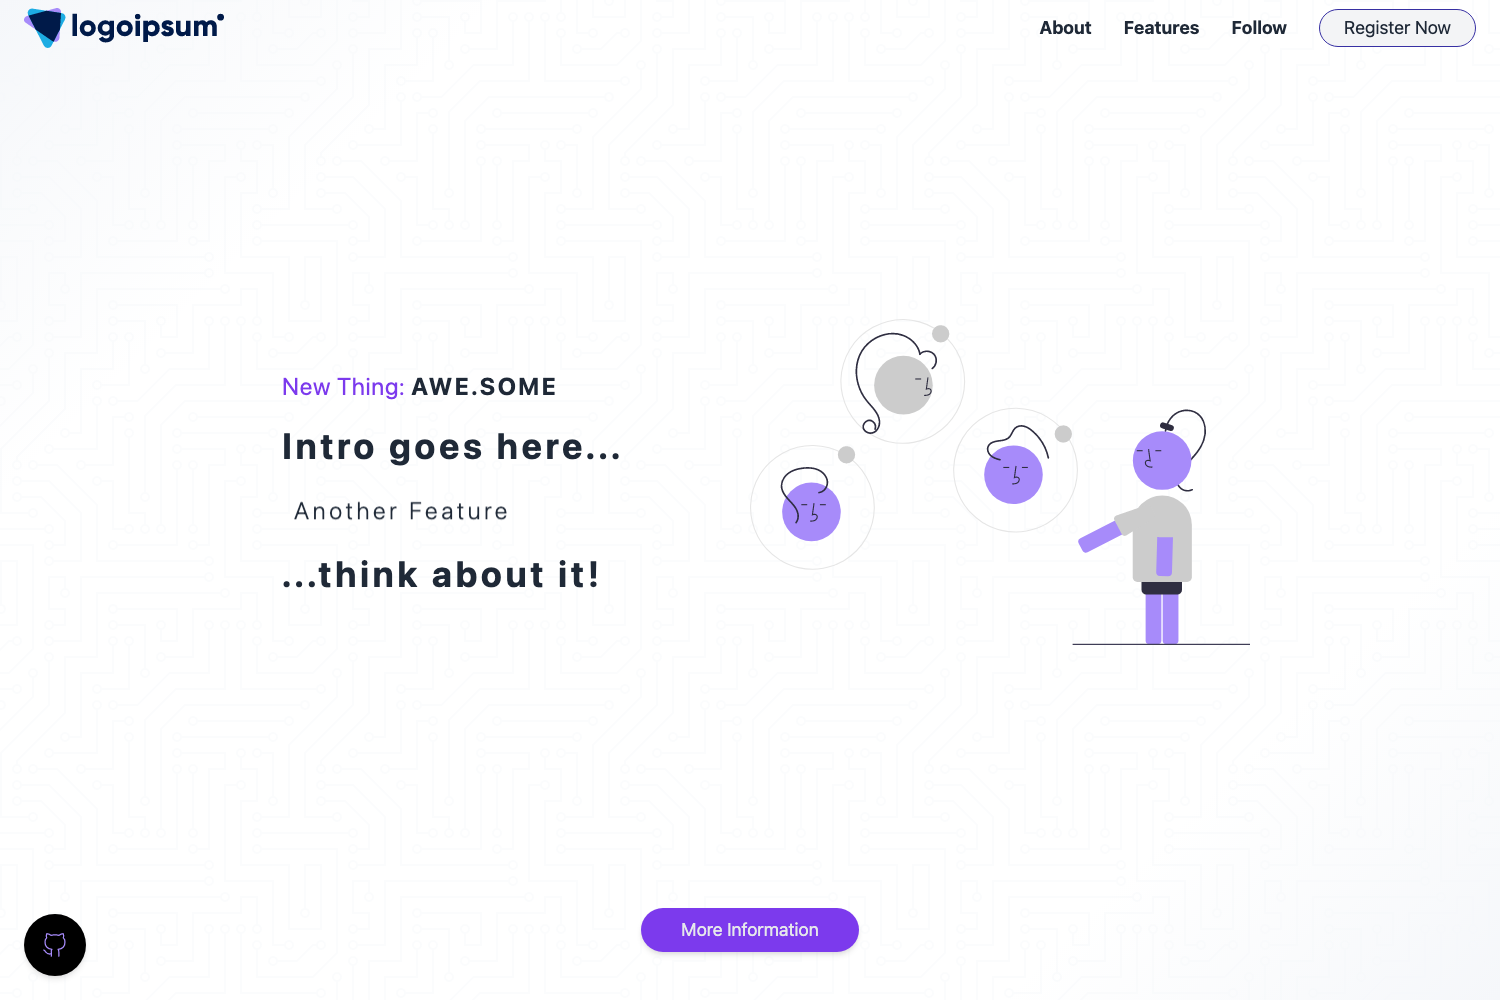 logoipsum
About
Features
Follow
Register Now
New Thing: AWE.SOME
Intro goes here...
Another Feature
...think about it!
More Information